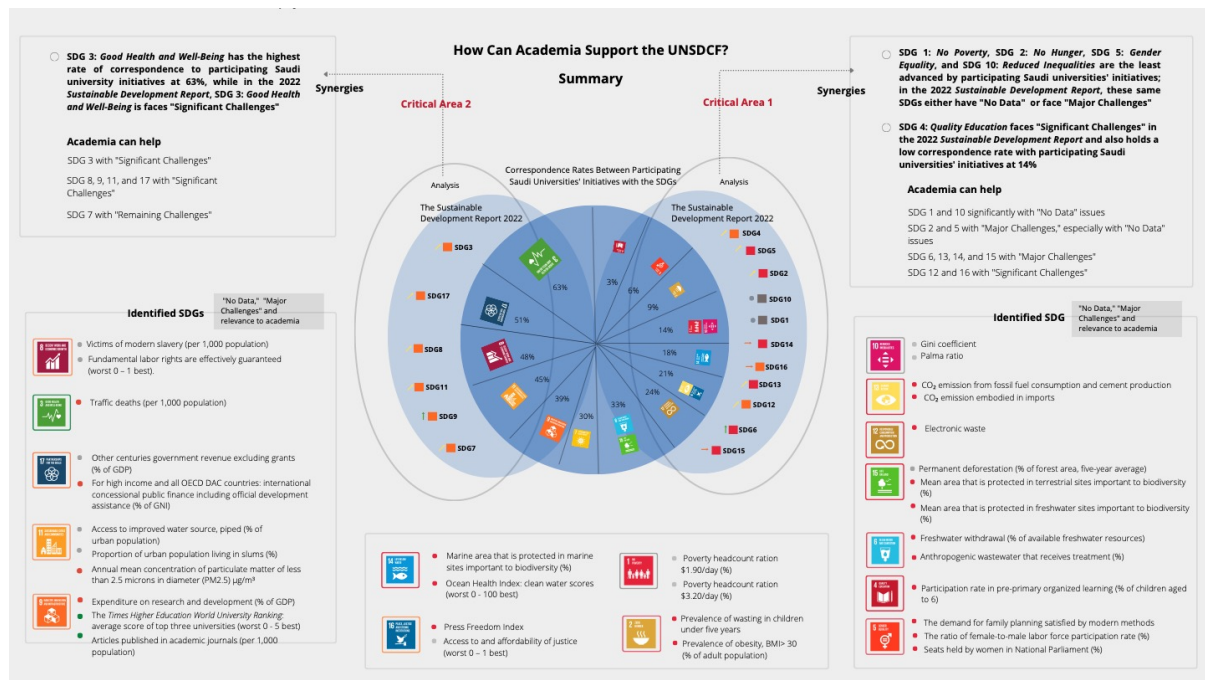 How Can Academia Support the UNSDCF?
Summary
SDG 3: Good Health and Well-Being has the highest
rate of correspondence to participating Saudi
university initiatives at 63%, while in the 2022
Sustainable Development Report, SDG 3: Good Health
and Well-Being is faces "Significant Challenges"
Academia can help
SDG 3 with "Significant Challenges"
SDG 8, 9, 11, and 17 with "Significant
Challenges"
SDG 7 with "Remaining Challenges"
Synergies
Critical Area 2
Critical Area 1
Synergies
SDG 1: No Poverty, SDG 2: No Hunger, SDG 5: Gender
Equality, and SDG 10: Reduced Inequalities are the least
advanced by participating Saudi universities' initiatives;
in the 2022 Sustainable Development Report, these same
SDGs either have "No Data" or face "Major Challenges"
SDG 4: Quality Education faces "Significant Challenges" in
the 2022 Sustainable Development Report and also holds a
low correspondence rate with participating Saudi
universities' initiatives at 14%
Academia can help
SDG 1 and 10 significantly with "No Data" issues
SDG 2 and 5 with "Major Challenges," especially with "No Data"
issues
SDG 6, 13, 14, and 15 with "Major Challenges"
SDG 12 and 16 with "Significant Challenges"
Analysis
Correspondence Rates Between Participating
Saudi Universities' Initiatives with the SDGs
Analysis
The Sustainable
Development Report 2022
The Sustainable
Development Report 2022
SDG3
SDG17
SDG8
SDG11
SDG9
SDG7
63%
51%
48%
45%
39%
30%
33%
24%
21%
18%
14%
9%
6%
3%
SDG4
SDG5
SDG2
SDG10
SDG1
SDG14
SDG16
SDG13
SDG12
SDG6
SDG15
Identified SDGs
"No Data," "Major
Challenges" and
relevance to academia
Victims of modern slavery (per 1,000 population)
Fundamental labor rights are effectively guaranteed
(worst 0 – 1 best).
Traffic deaths (per 1,000 population)
Other centuries government revenue excluding grants
(% of GDP)
For high income and all OECD DAC countries: international
concessional public finance including official development
assistance (% of GNI)
Access to improved water source, piped (% of
urban population)
Proportion of urban population living in slums (%)
Annual mean concentration of particulate matter of less
than 2.5 microns in diameter (PM2.5) µg/m³
Expenditure on research and development (% of GDP)
The Times Higher Education World University Ranking:
average score of top three universities (worst 0 - 5 best)
Articles published in academic journals (per 1,000
population)
Marine area that is protected in marine
sites important to biodiversity (%)
Ocean Health Index: clean water scores
(worst 0 - 100 best)
Press Freedom Index
Access to and affordability of justice
(worst 0 – 1 best)
Poverty headcount ration
$1.90/day (%)
Poverty headcount ration
$3.20/day (%)
Prevalence of wasting in children
under five years
Prevalence of obesity, BMI> 30
(% of adult population)
Identified SDG
"No Data," "Major
Challenges" and
relevance to academia
Gini coefficient
Palma ratio
CO₂ emission from fossil fuel consumption and cement production
CO₂ emission embodied in imports
Electronic waste
Permanent deforestation (% of forest area, five-year average)
Mean area that is protected in terrestrial sites important to biodiversity
(%)
Mean area that is protected in freshwater sites important to biodiversity
(%)
Freshwater withdrawal (% of available freshwater resources)
Anthropogenic wastewater that receives treatment (%)
Participation rate in pre-primary organized learning (% of children aged
to 6)
The demand for family planning satisfied by modern methods
The ratio of female-to-male labor force participation rate (%)
Seats held by women in National Parliament (%)